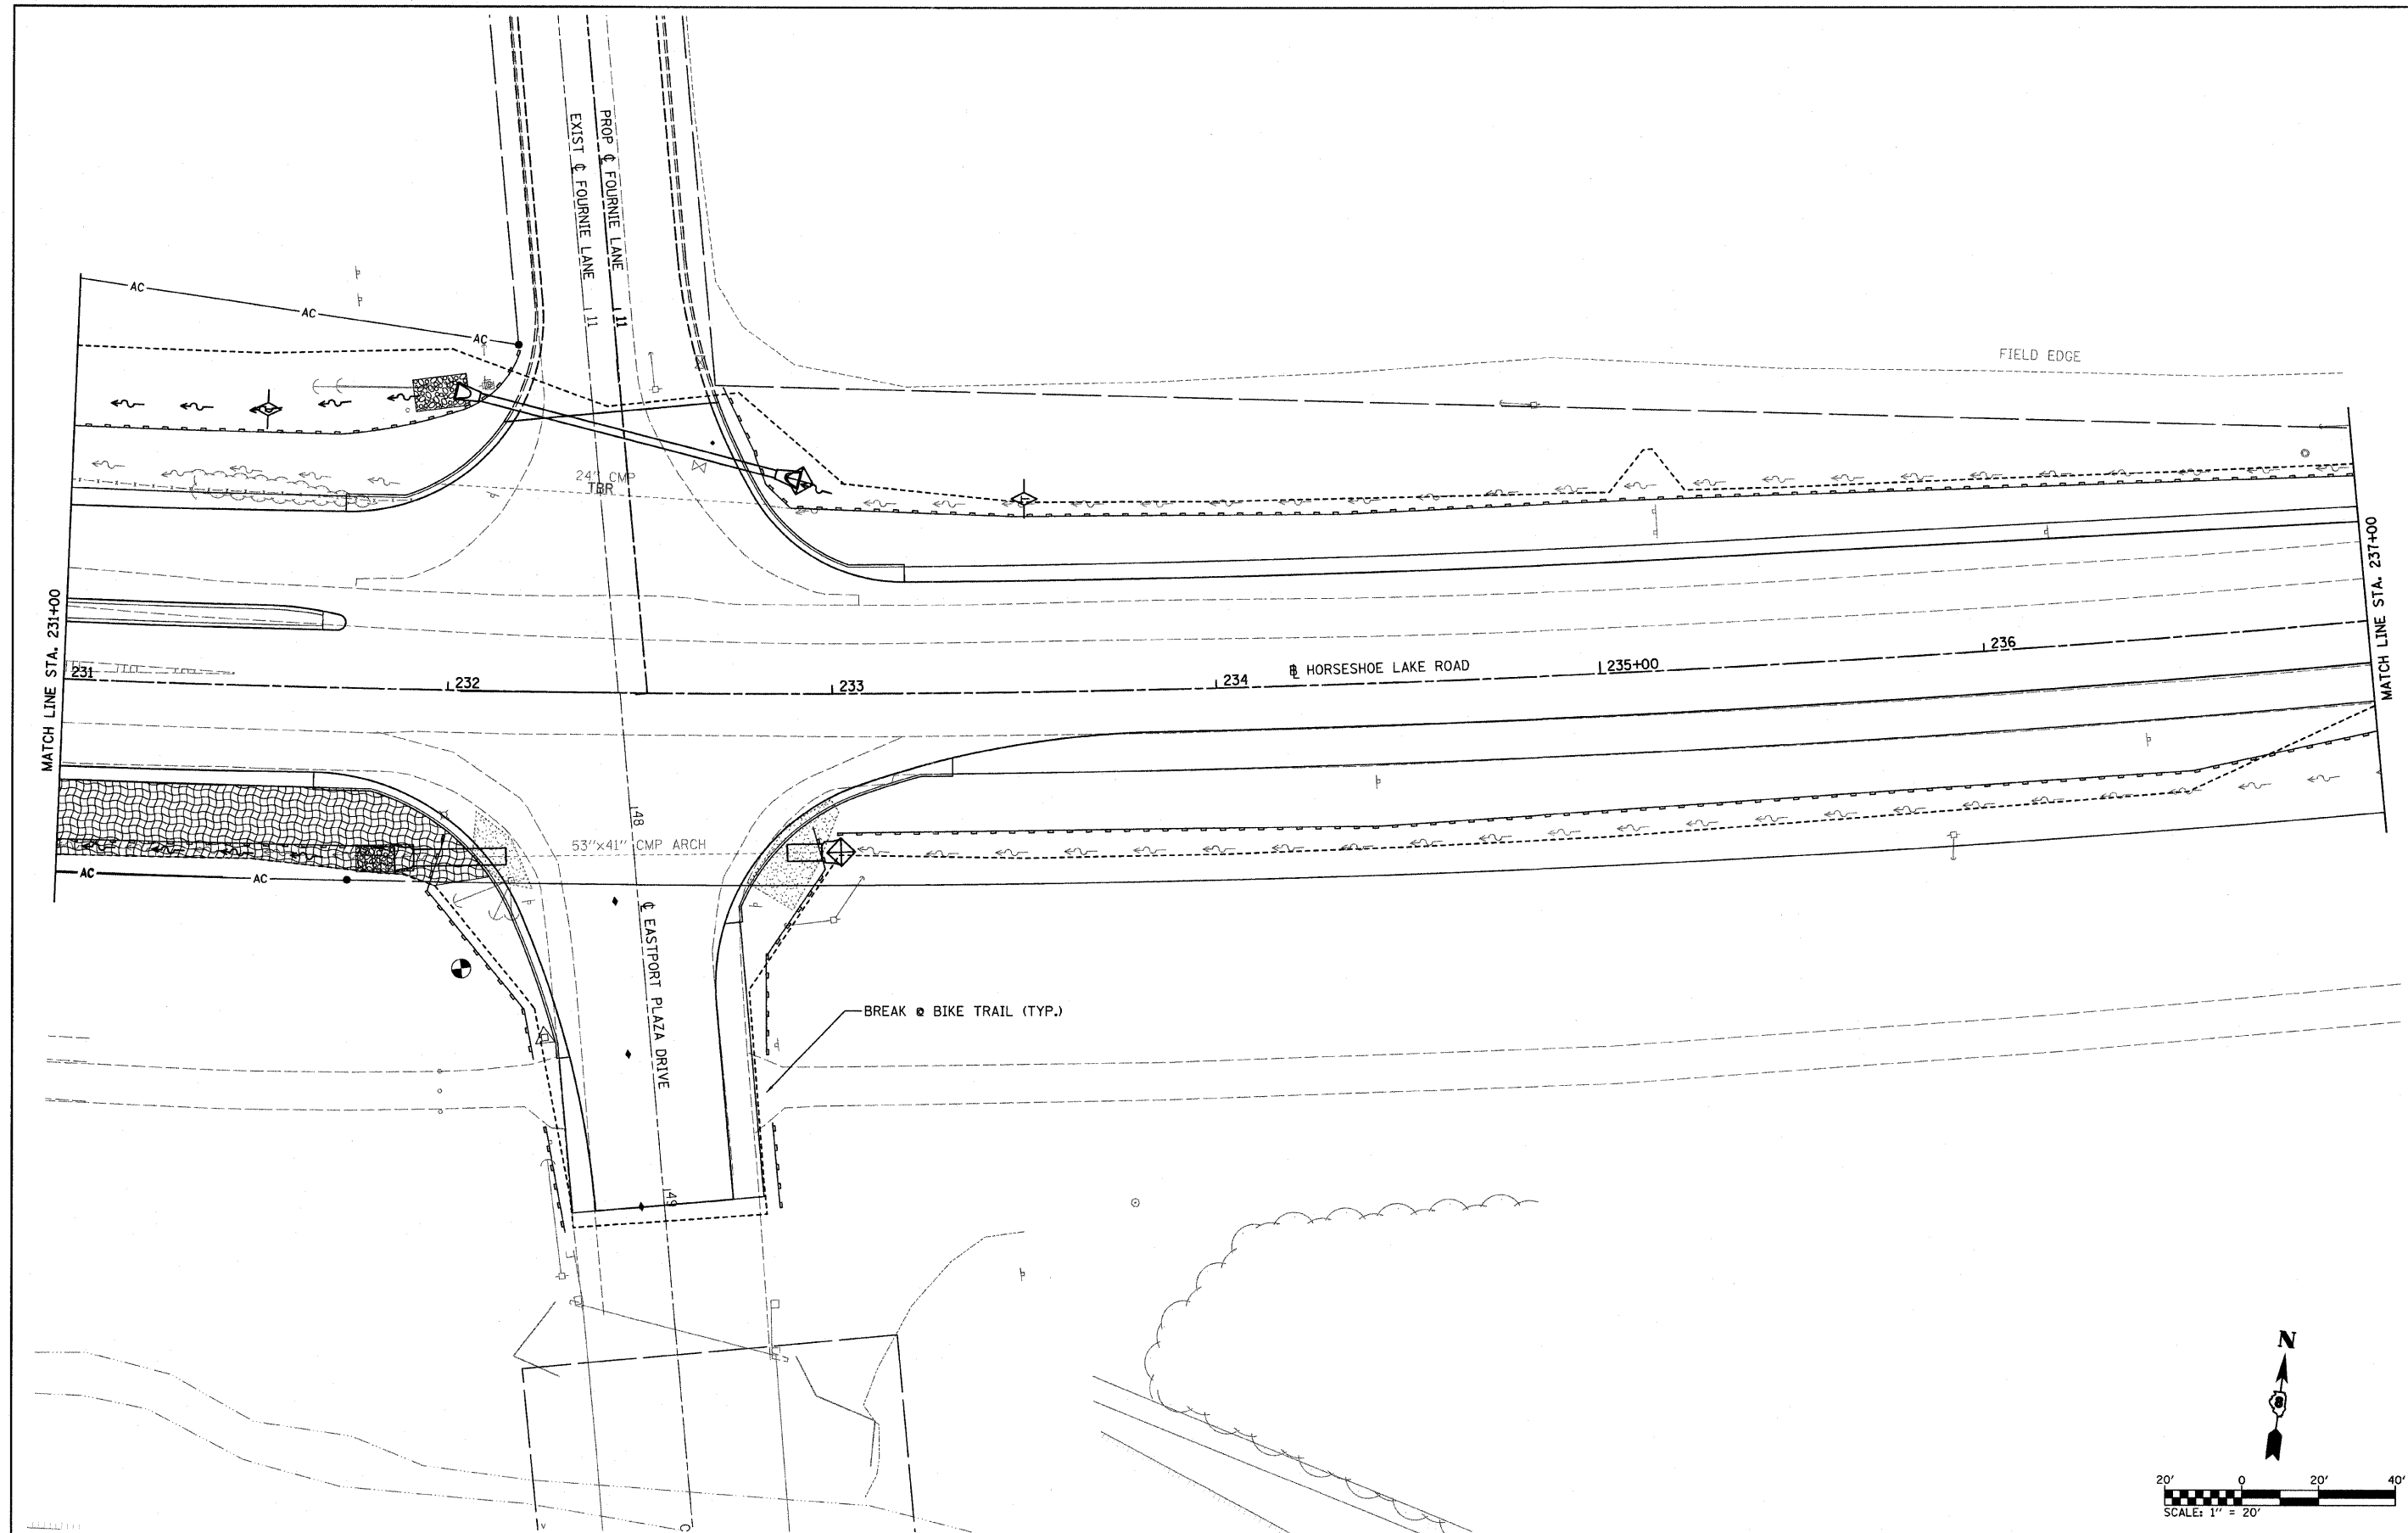 PROP ℄ FOURNIE LANE
EXIST ℄ FOURNIE LANE
11
11
AC
AC
AC
FIELD EDGE
24" CMP
TBR
MATCH LINE STA. 231+00
MATCH LINE STA. 237+00
231
232
233
234
HORSESHOE LAKE ROAD
235+00
236
48
53"x41" CMP ARCH
AC
AC
℄ EASTPORT PLAZA DRIVE
BREAK @ BIKE TRAIL (TYP.)
49
N
20'
0
20'
40'
SCALE: 1" = 20'